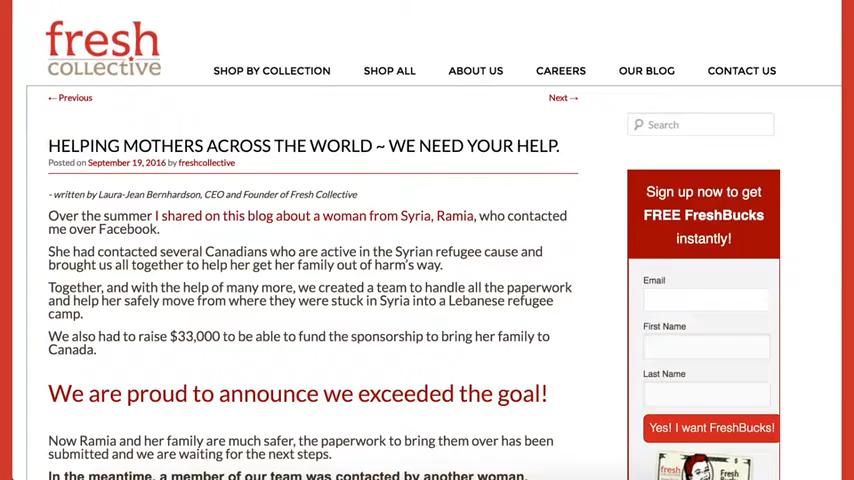 fresh
COLLECTIVE
SHOP BY COLLECTION SHOP ALL ABOUT US CAREERS OUR BLOG CONTACT US
← Previous Next →
Search
HELPING MOTHERS ACROSS THE WORLD ~ WE NEED YOUR HELP.
Posted on September 19, 2016 by freshcollective
- written by Laura-Jean Bernhardson, CEO and Founder of Fresh Collective
Over the summer I shared on this blog about a woman from Syria, Ramia, who contacted
me over Facebook.
She had contacted several Canadians who are active in the Syrian refugee cause and
brought us all together to help her get her family out of harm's way.
Together, and with the help of many more, we created a team to handle all the paperwork
and help her safely move from where they were stuck in Syria into a Lebanese refugee
camp.
We also had to raise $33,000 to be able to fund the sponsorship to bring her family to
Canada.
We are proud to announce we exceeded the goal!
Now Ramia and her family are much safer, the paperwork to bring them over has been
submitted and we are waiting for the next steps.
In the meantime, a member of our team was contacted by another woman,
Sign up now to get
FREE FreshBucks
instantly!
Email
First Name
Last Name
Yes! I want FreshBucks!
fresh
Fresh